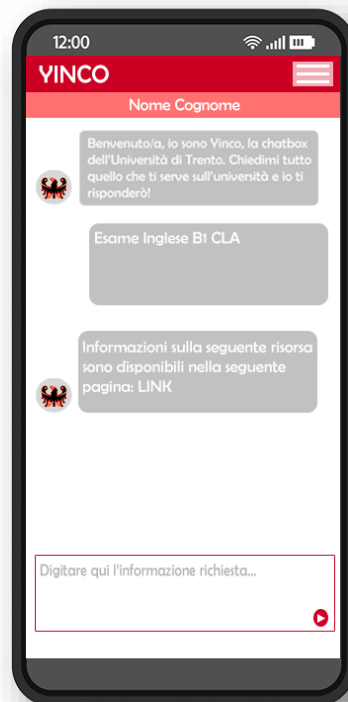 12:00
YINCO
Nome Cognome
Benvenuto/a, io sono Yinco, la chatbox
dell'Università di Trento. Chiedimi tutto
quello che ti serve sull'università e io ti
risponderò!
Esame Inglese B1 CLA
Informazioni sulla seguente risorsa
sono disponibili nella seguente
pagina: LINK
Digitare qui l'informazione richiesta...